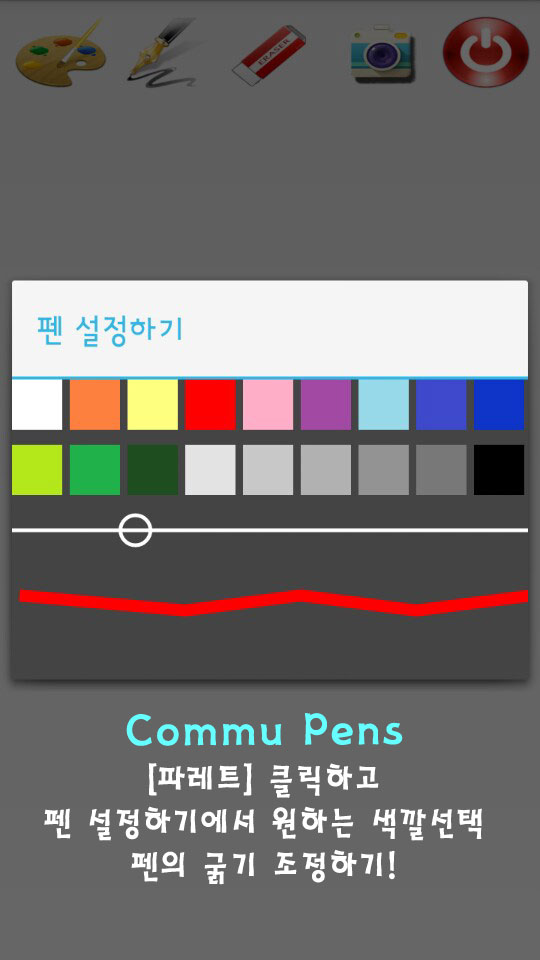 ERASER
펜 설정하기
Commu Pens
[파레트] 클릭하고
펜 설정하기에서 원하는 색깔선택
펜의 굵기 조정하기!